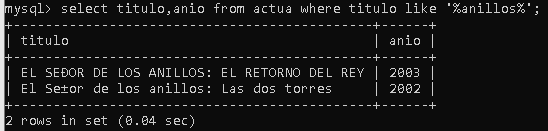 mysql> select titulo,anio from actua where titulo like '%anillos%';
+------------------------------------------+------+
| titulo                                   | anio |
+------------------------------------------+------+
| EL SEÐOR DE LOS ANILLOS: EL RETORNO DEL REY | 2003 |
| El Se±or de los anillos: Las dos torres | 2002 |
+------------------------------------------+------+
2 rows in set (0.04 sec)